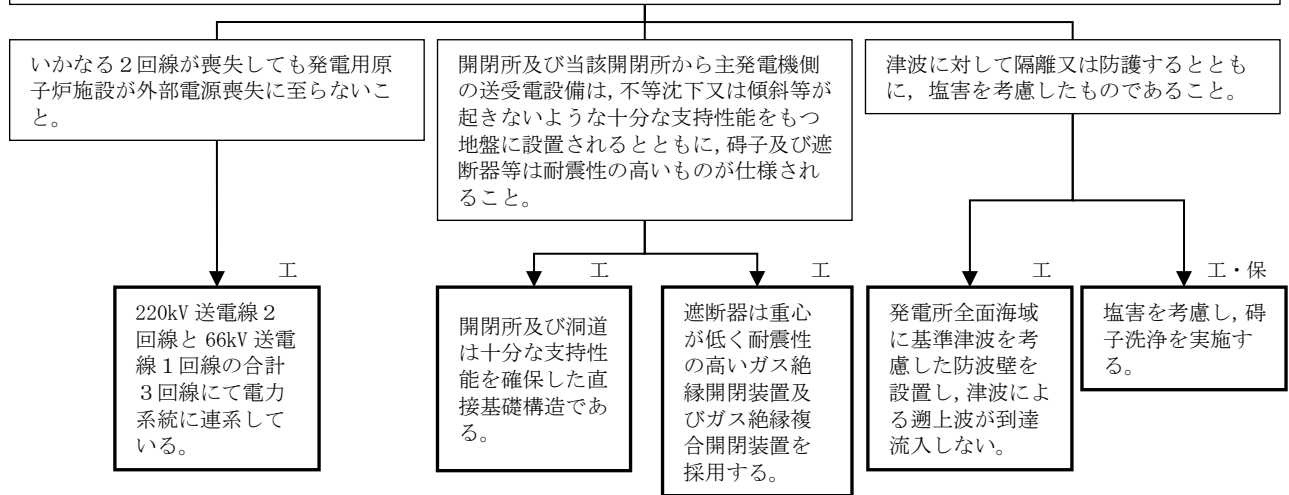 いかなる２回線が喪失しても発電用原
子炉施設が外部電源喪失に至らないこ
と。
開閉所及び当該開閉所から主発電機側
の送受電設備は，不等沈下又は傾斜等が
起きないような十分な支持性能をもつ
地盤に設置されるとともに，碍子及び遮
断器等は耐震性の高いものが仕様され
ること。
津波に対して隔離又は防護するととも
に，塩害を考慮したものであること。
工
220kV 送電線２
回線と 66kV 送電
線１回線の合計
３回線にて電力
系統に連系して
いる。
工
開閉所及び洞道
は十分な支持性
能を確保した直
接基礎構造であ
る。
工
遮断器は重心
が低く耐震性
の高いガス絶
縁開閉装置及
びガス絶縁複
合開閉装置を
採用する。
工
発電所全面海域
に基準津波を考
慮した防波壁を
設置し，津波によ
る遡上波が到達
流入しない。
工・保
塩害を考慮し，碍
子洗浄を実施す
る。